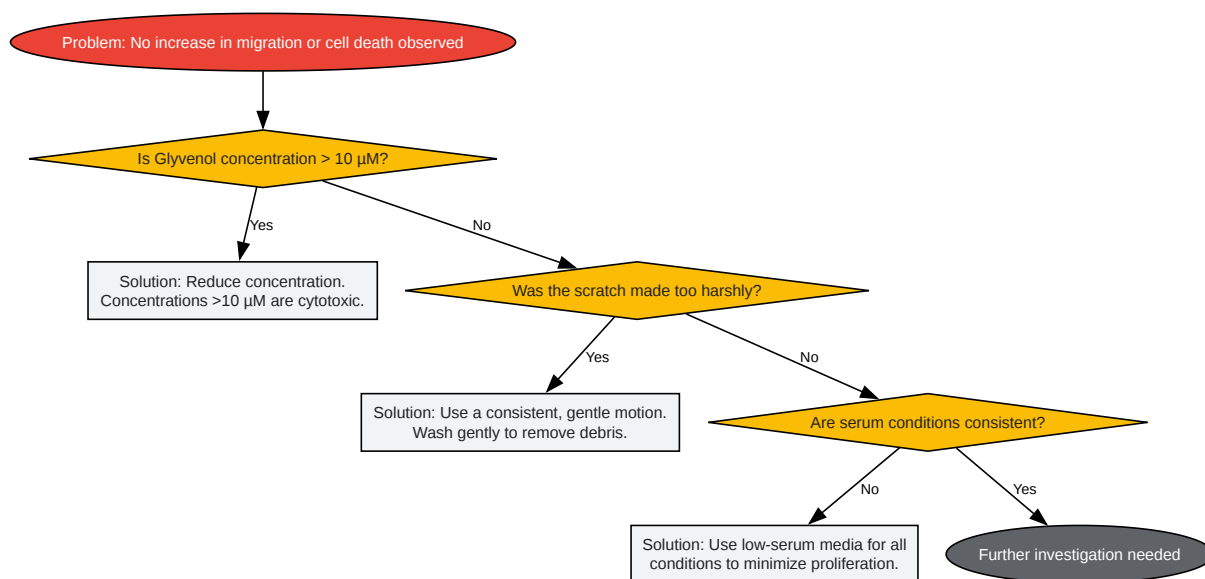 Problem: No increase in migration or cell death observed
Is Glyvenol concentration > 10 µM?
Yes
No
Solution: Reduce concentration.
Concentrations >10 µM are cytotoxic.
Was the scratch made too harshly?
Yes
No
Solution: Use a consistent, gentle motion.
Wash gently to remove debris.
Are serum conditions consistent?
No
Yes
Solution: Use low-serum media for all
conditions to minimize proliferation.
Further investigation needed